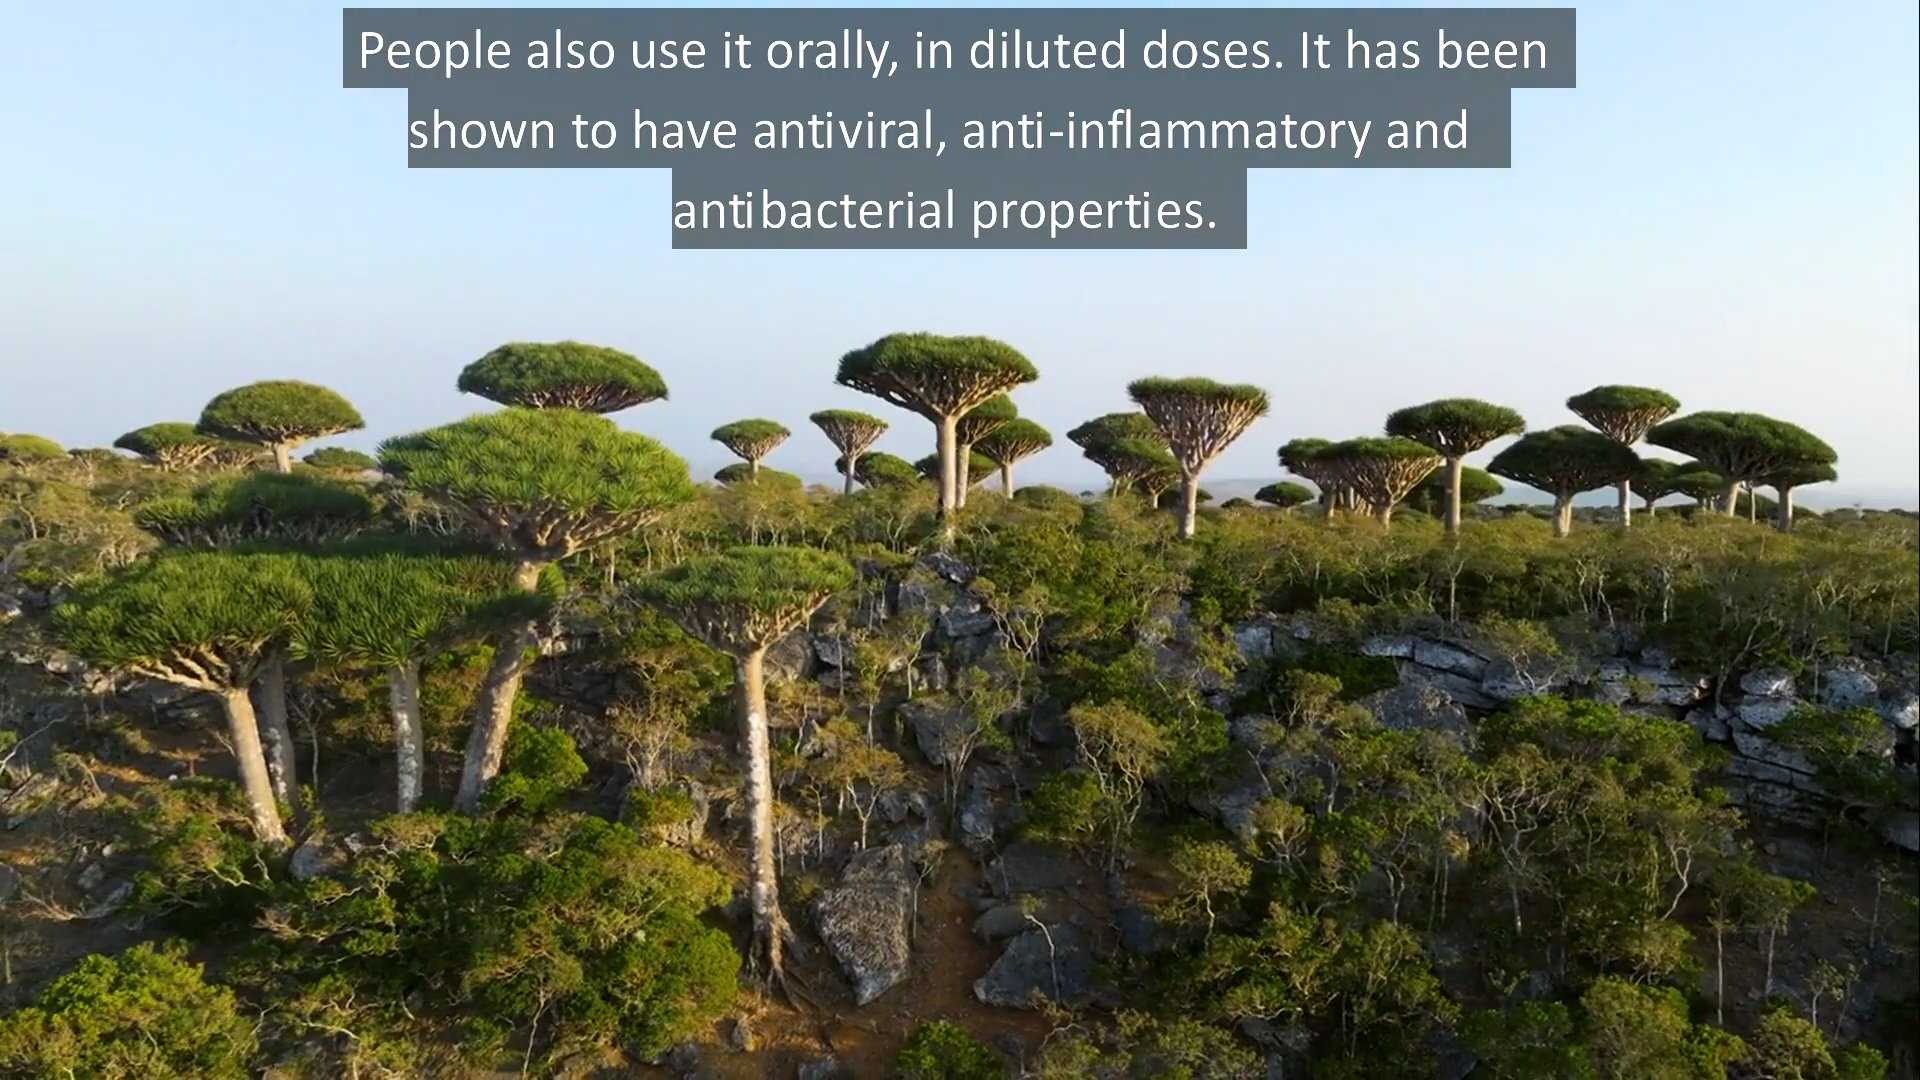 People also use it orally, in diluted doses. It has been
shown to have antiviral, anti-inflammatory and
antibacterial properties.